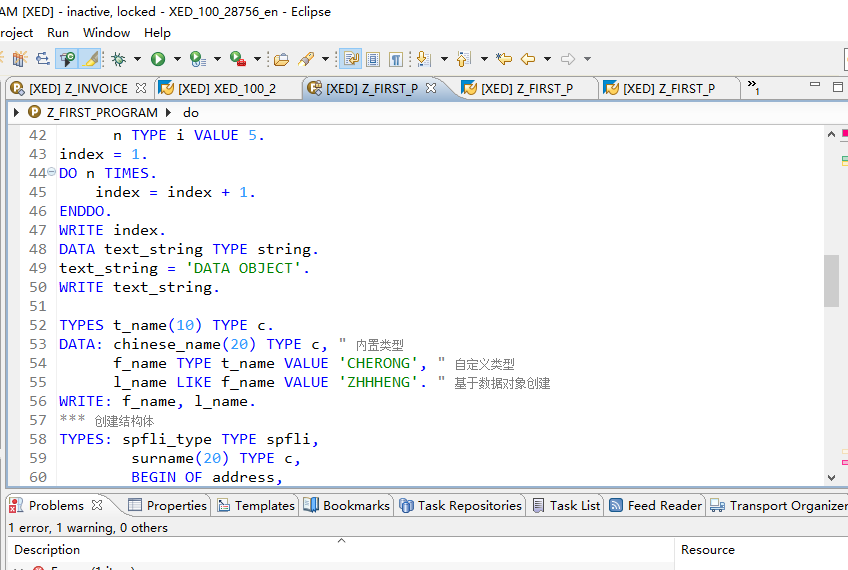 AM [XED] - inactive, locked - XED_100_28756_en - Eclipse
roject Run Window Help
[XED] Z_INVOICE [XED] XED_100_2 [XED] Z_FIRST_P [XED] Z_FIRST_P [XED] Z_FIRST_P »1
Z_FIRST_PROGRAM do
42 n TYPE i VALUE 5.
43 index = 1.
44 DO n TIMES.
45 index = index + 1.
46 ENDDO.
47 WRITE index.
48 DATA text_string TYPE string.
49 text_string = 'DATA OBJECT'.
50 WRITE text_string.
51
52 TYPES t_name(10) TYPE c.
53 DATA: chinese_name(20) TYPE c, " 内置类型
54 f_name TYPE t_name VALUE 'CHERONG', " 自定义类型
55 l_name LIKE f_name VALUE 'ZHHHENG'. " 基于数据对象创建
56 WRITE: f_name, l_name.
57 *** 创建结构体
58 TYPES: spfli_type TYPE spfli,
59 surname(20) TYPE c,
60 BEGIN OF address,
Problems Properties Templates Bookmarks Task Repositories Task List Feed Reader Transport Organizer
1 error, 1 warning, 0 others
Description Resource